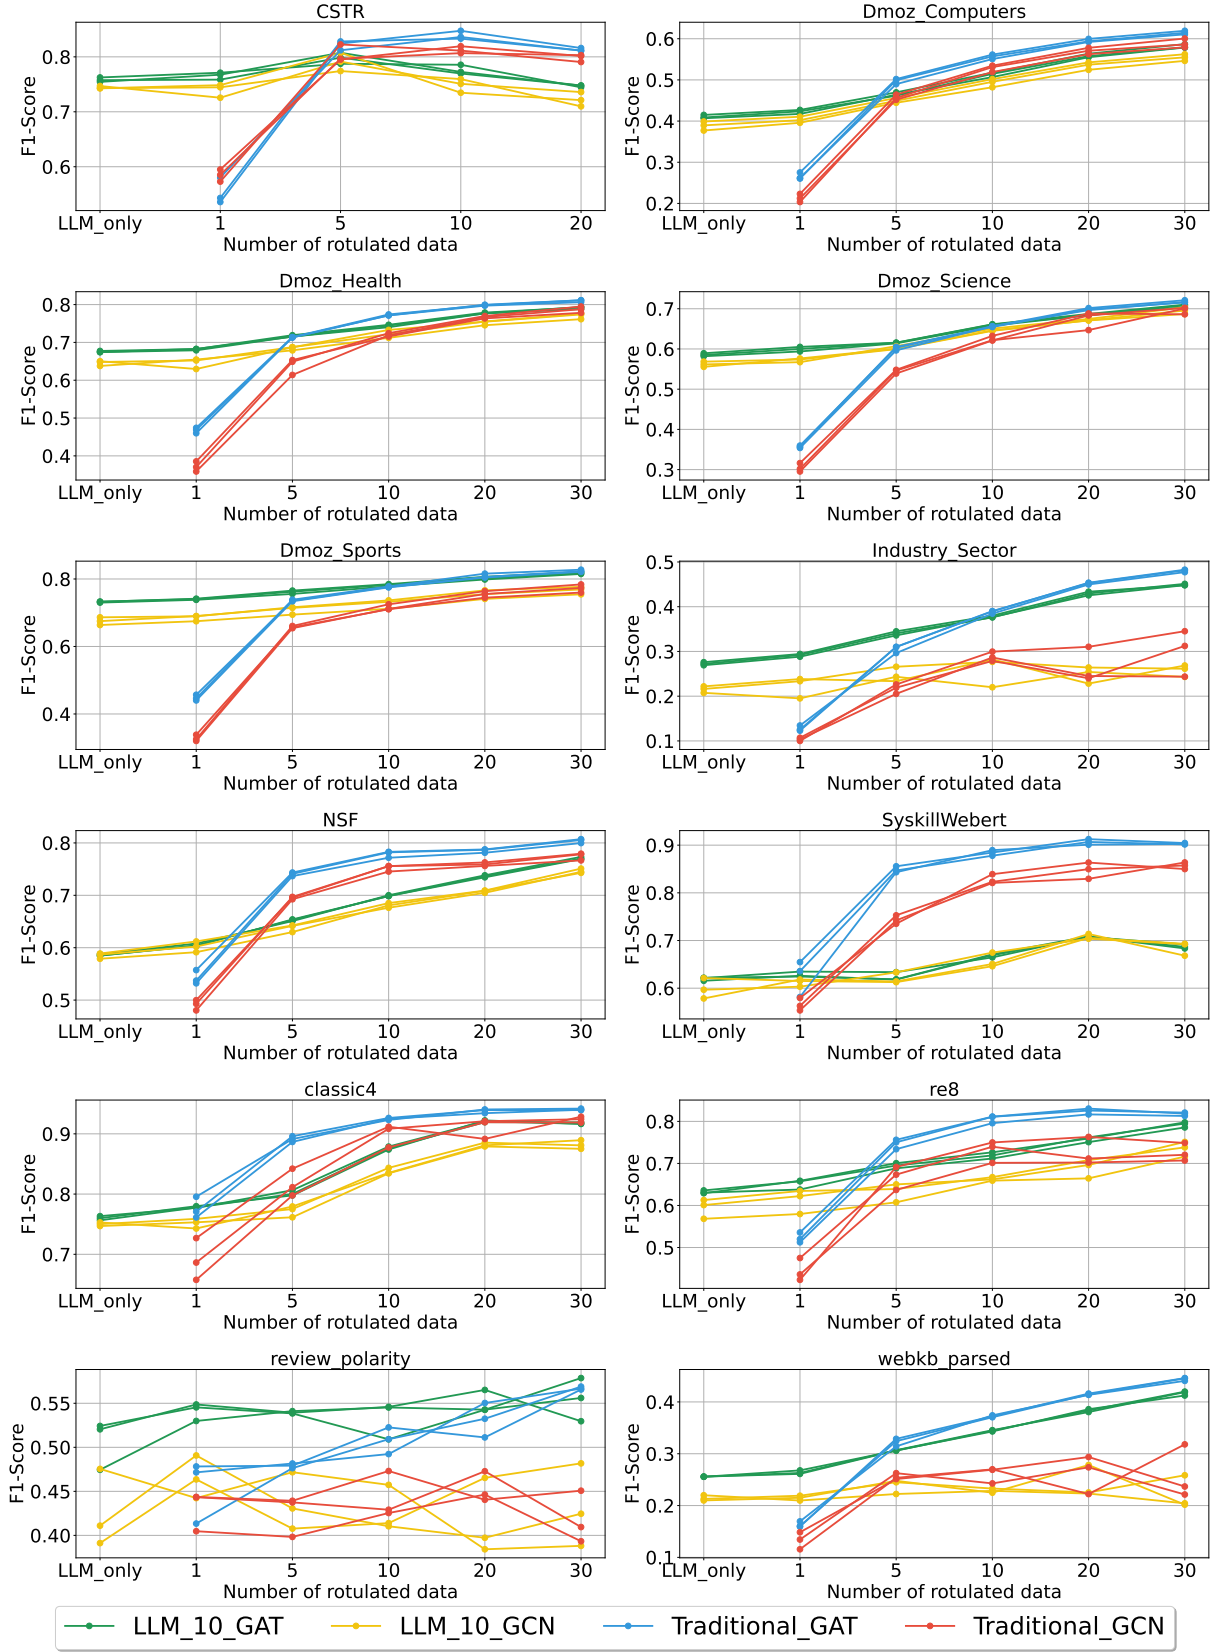 CSTR
F1-Score
0.8
0.7
0.6
LLM_only 1 5 10 20
Number of rotulated data
Dmoz_Computers
F1-Score
0.6
0.5
0.4
0.3
0.2
LLM_only 1 5 10 20 30
Number of rotulated data
Dmoz_Health
F1-Score
0.8
0.7
0.6
0.5
0.4
LLM_only 1 5 10 20 30
Number of rotulated data
Dmoz_Science
F1-Score
0.7
0.6
0.5
0.4
0.3
LLM_only 1 5 10 20 30
Number of rotulated data
Dmoz_Sports
F1-Score
0.8
0.6
0.4
LLM_only 1 5 10 20 30
Number of rotulated data
Industry_Sector
F1-Score
0.5
0.4
0.3
0.2
0.1
LLM_only 1 5 10 20 30
Number of rotulated data
NSF
F1-Score
0.8
0.7
0.6
0.5
LLM_only 1 5 10 20 30
Number of rotulated data
SyskillWebert
F1-Score
0.9
0.8
0.7
0.6
LLM_only 1 5 10 20 30
Number of rotulated data
classic4
F1-Score
0.9
0.8
0.7
LLM_only 1 5 10 20 30
Number of rotulated data
re8
F1-Score
0.8
0.7
0.6
0.5
LLM_only 1 5 10 20 30
Number of rotulated data
review_polarity
F1-Score
0.55
0.50
0.45
0.40
LLM_only 1 5 10 20 30
Number of rotulated data
webkb_parsed
F1-Score
0.4
0.3
0.2
0.1
LLM_only 1 5 10 20 30
Number of rotulated data
LLM_10_GAT LLM_10_GCN Traditional_GAT Traditional_GCN